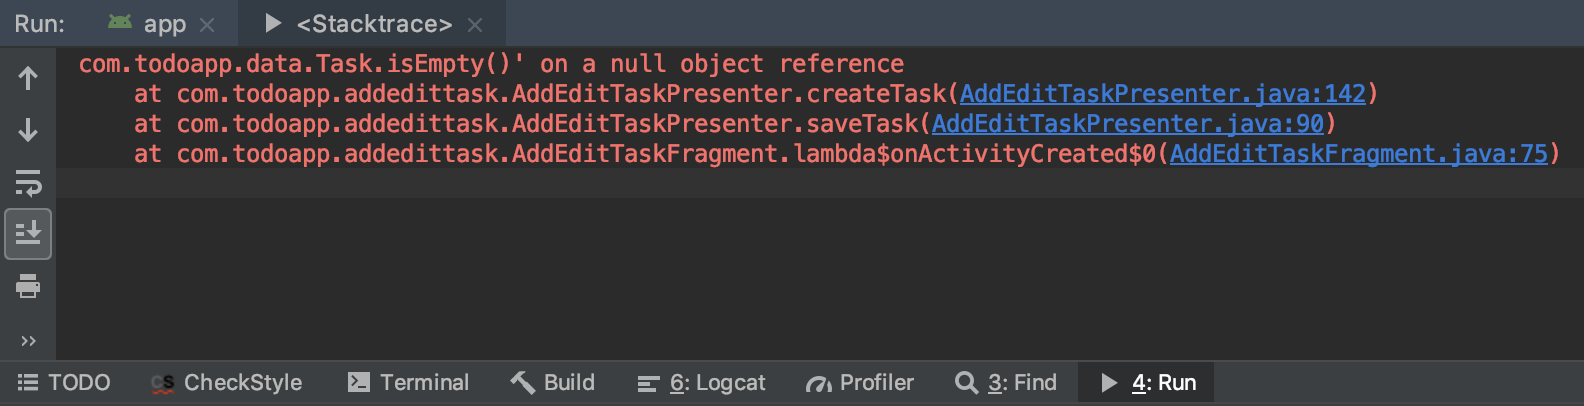 Run: app <Stacktrace>
com.todoapp.data.Task.isEmpty()' on a null object reference
at com.todoapp.addedittask.AddEditTaskPresenter.createTask(AddEditTaskPresenter.java:142)
at com.todoapp.addedittask.AddEditTaskPresenter.saveTask(AddEditTaskPresenter.java:90)
at com.todoapp.addedittask.AddEditTaskFragment.lambda$onActivityCreated$0(AddEditTaskFragment.java:75)
TODO CS CheckStyle Terminal Build 6: Logcat Profiler 3: Find 4: Run